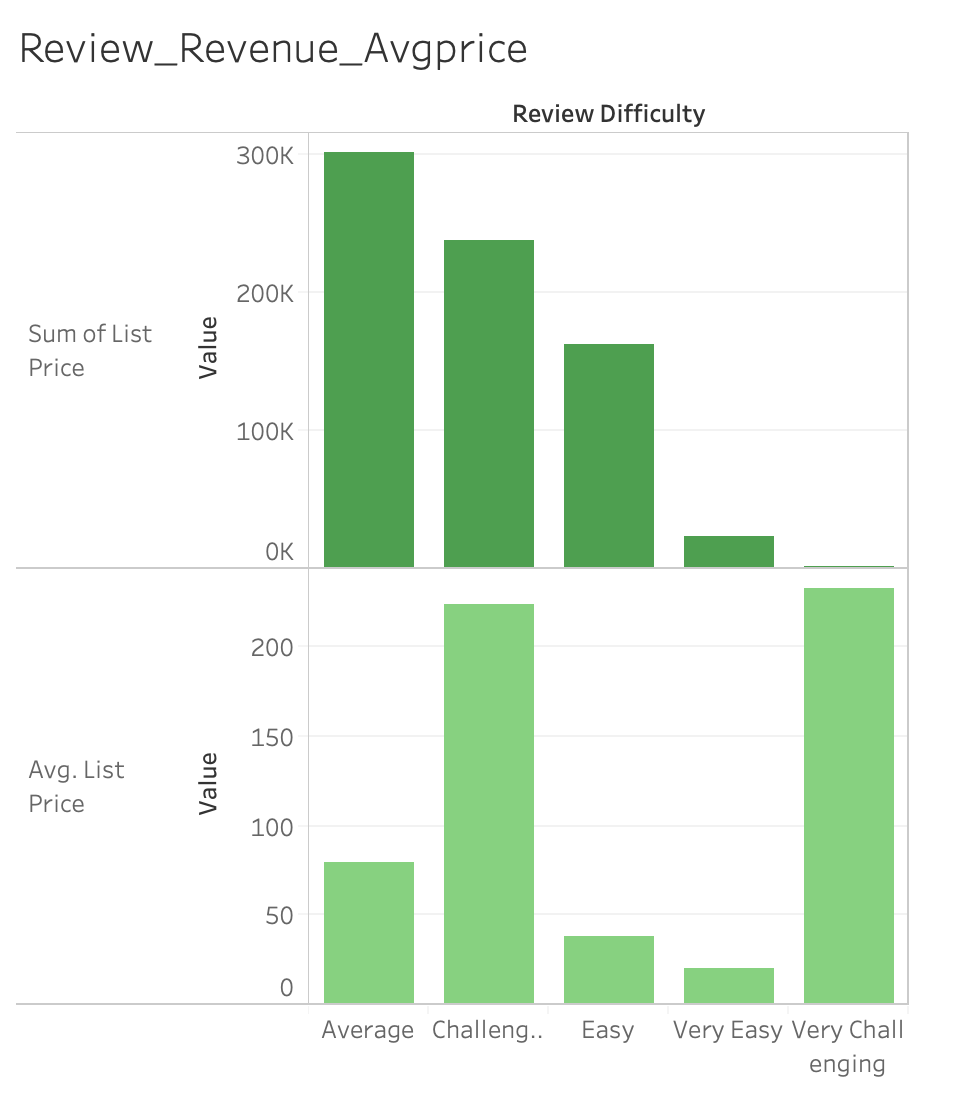 Review_Revenue_Avgprice
Review Difficulty
300K
200K
100K
0K
Sum of List
Price
Value
200
150
100
50
0
Avg. List
Price
Value
Average Challeng.. Easy Very Easy Very Chall
enging